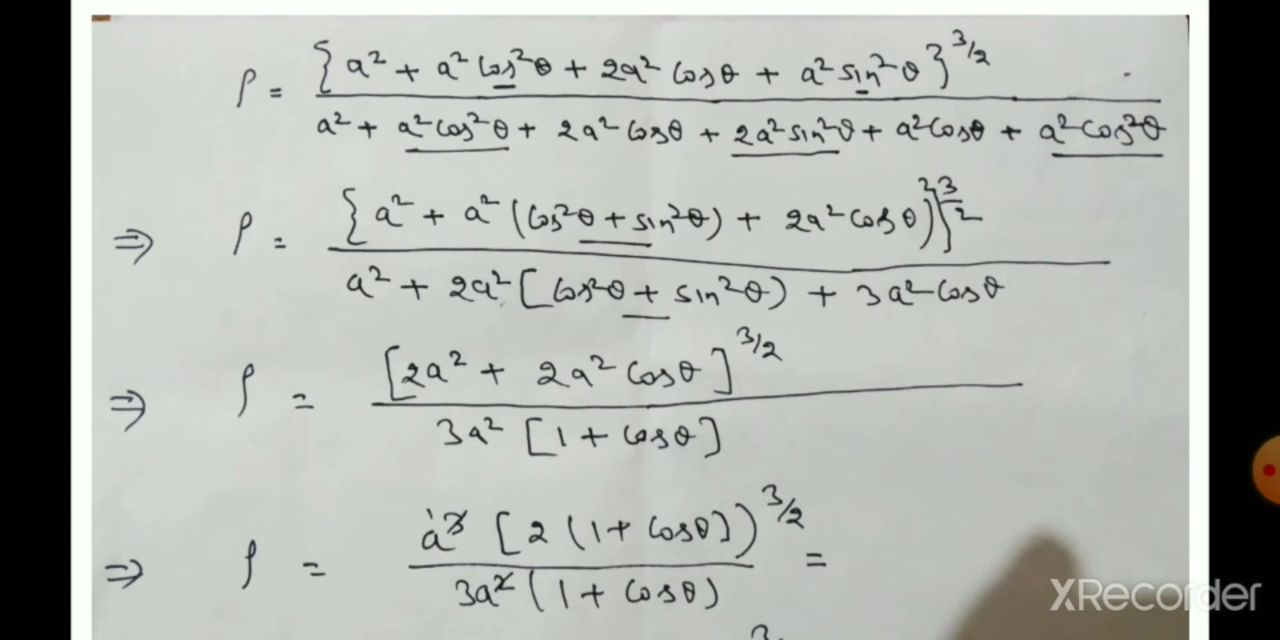 ρ = {a² + a² cos²θ + 2a² cosθ + a² sin²θ}^3/2 / a² + a² cos²θ + 2a² cosθ + 2a² sin²θ + a² cosθ + a² cos²θ
⇒ ρ = {a² + a² (cos²θ + sin²θ) + 2a² cosθ)²}^3/2 / a² + 2a² [cos²θ + sin²θ) + 3a² cosθ
⇒ ρ = [2a² + 2a² cosθ]^3/2 / 3a² [1 + cosθ]
⇒ ρ = a³ [2 (1 + cosθ])^3/2 / 3a² (1 + cosθ) =
XRecorder